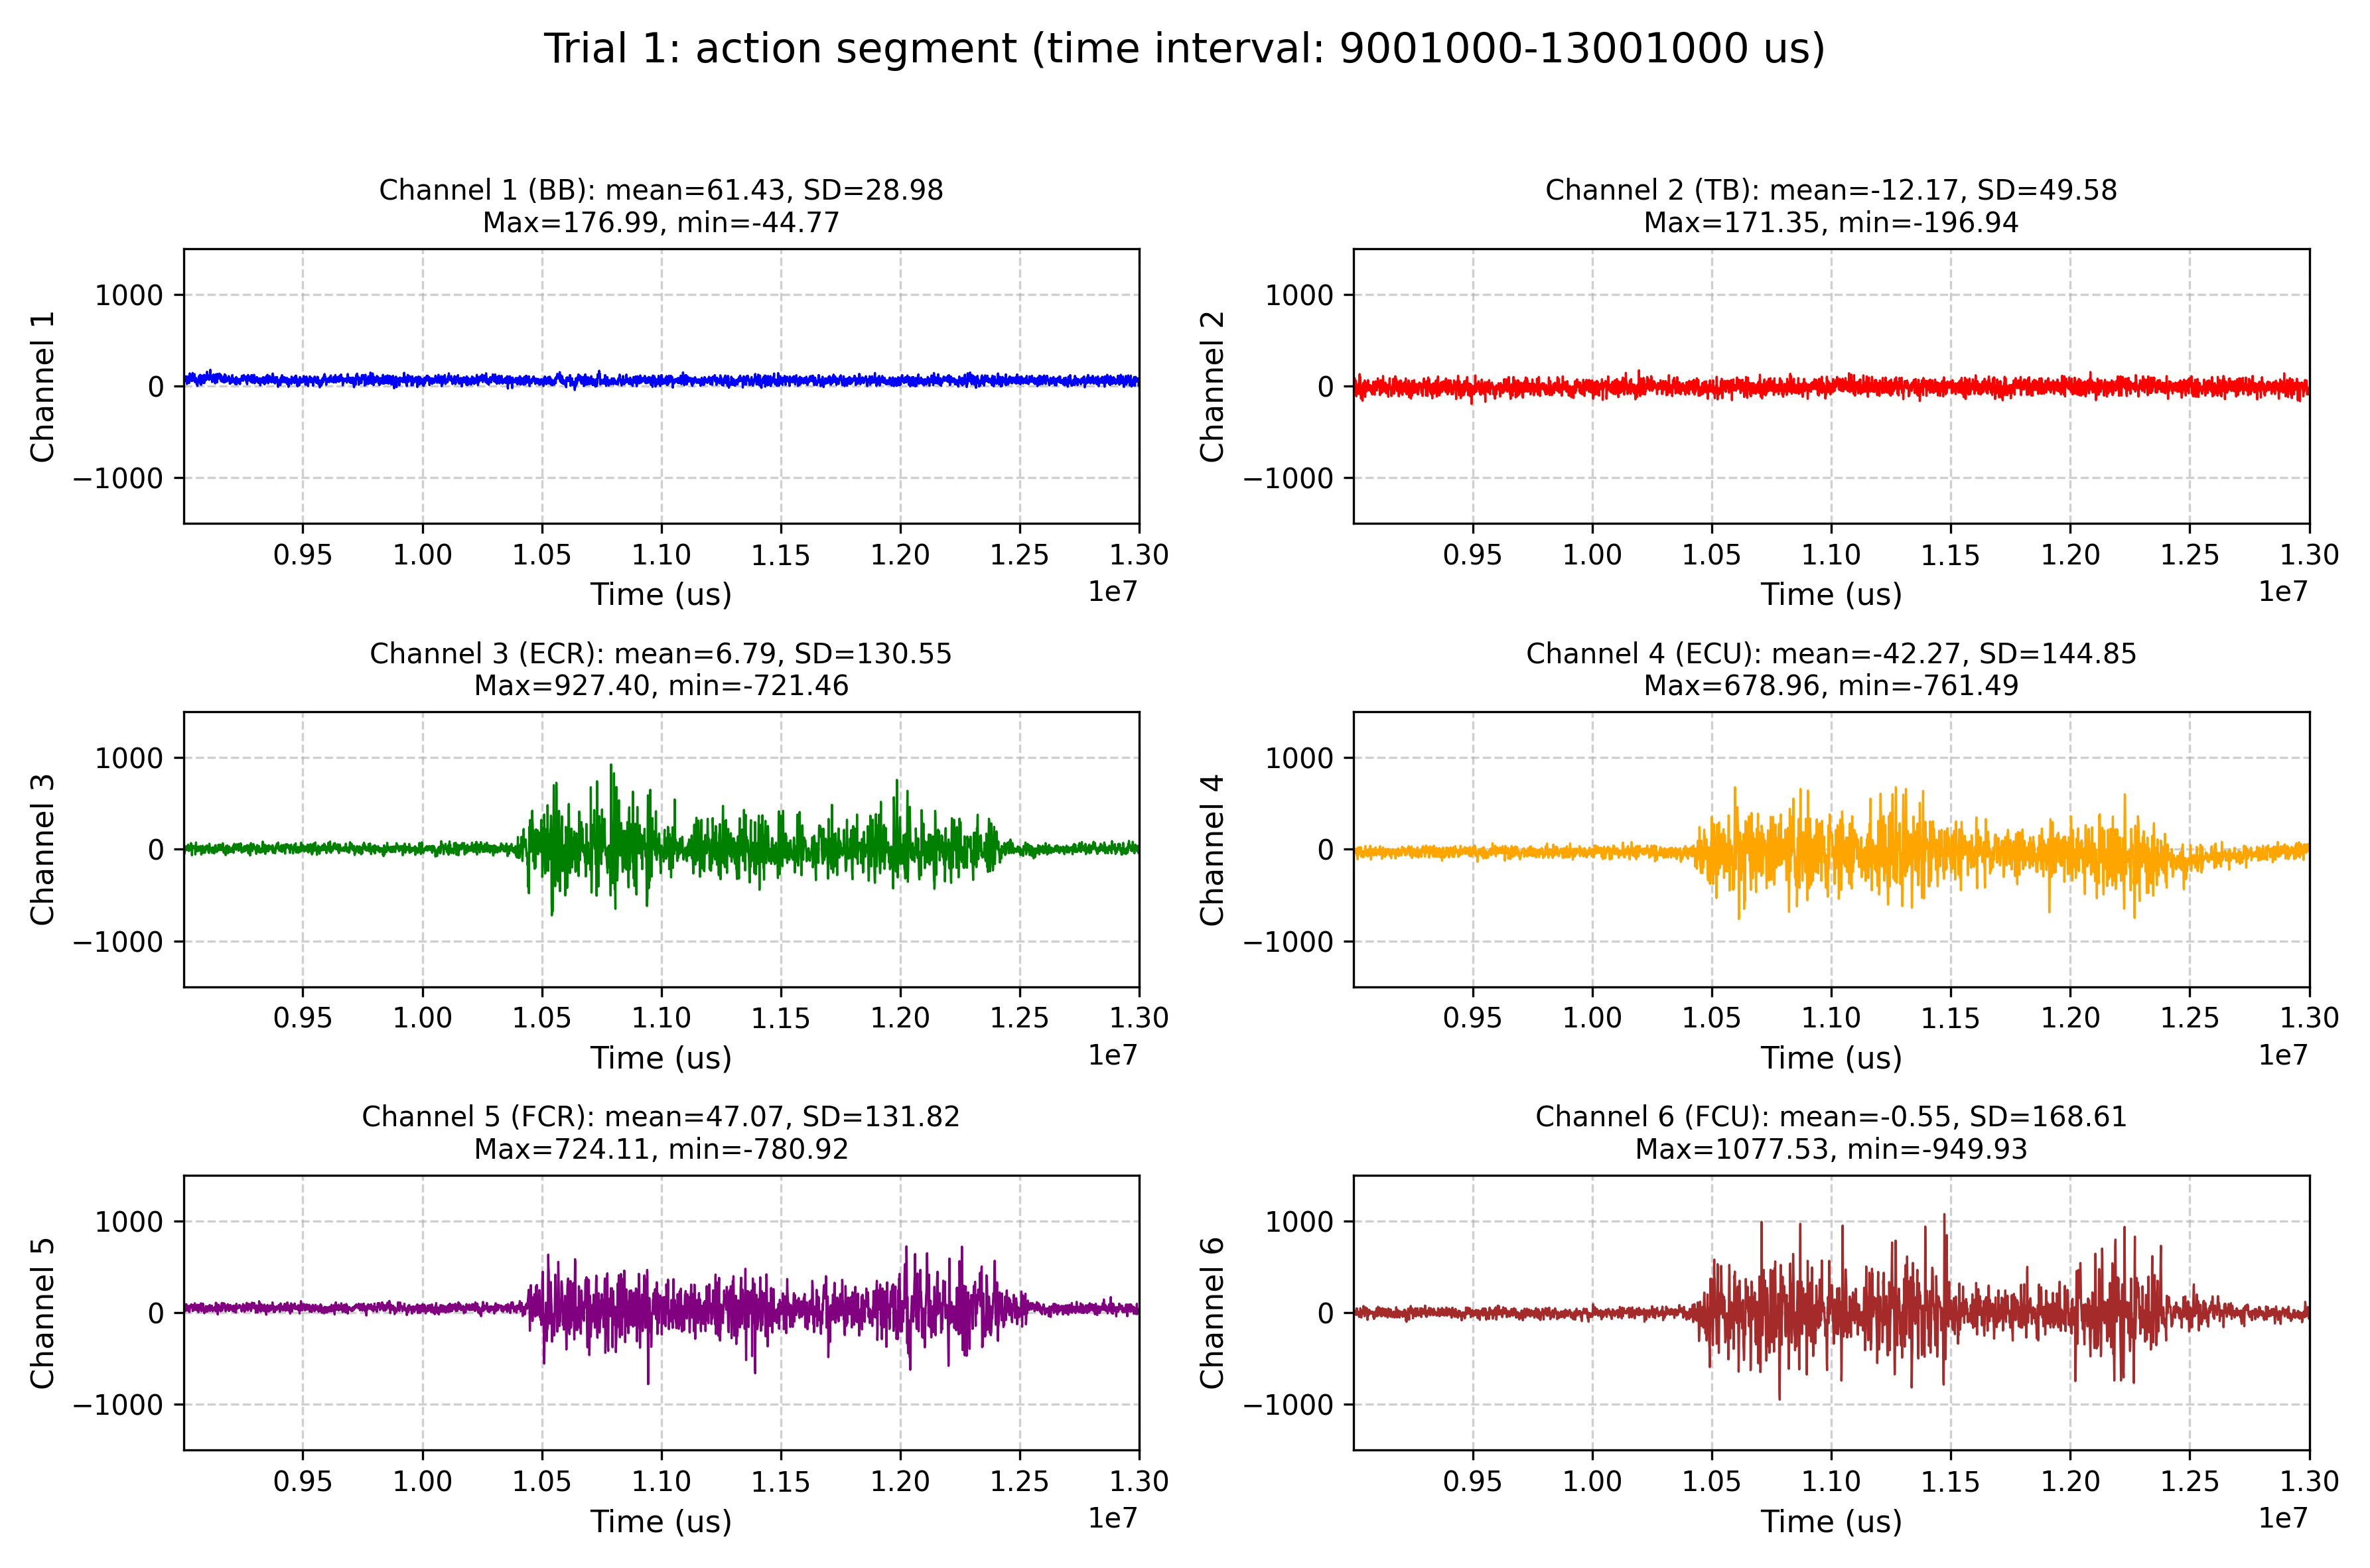 Trial 1: action segment (time interval: 9001000-13001000 us)
Channel 1 (BB): mean=61.43, SD=28.98
Max=176.99, min=-44.77
Channel 1
1000
0
−1000
0.95 1.00 1.05 1.10 1.15 1.20 1.25 1.30
Time (us)
1e7
Channel 2 (TB): mean=-12.17, SD=49.58
Max=171.35, min=-196.94
Channel 2
1000
0
−1000
0.95 1.00 1.05 1.10 1.15 1.20 1.25 1.30
Time (us)
1e7
Channel 3 (ECR): mean=6.79, SD=130.55
Max=927.40, min=-721.46
Channel 3
1000
0
−1000
0.95 1.00 1.05 1.10 1.15 1.20 1.25 1.30
Time (us)
1e7
Channel 4 (ECU): mean=-42.27, SD=144.85
Max=678.96, min=-761.49
Channel 4
1000
0
−1000
0.95 1.00 1.05 1.10 1.15 1.20 1.25 1.30
Time (us)
1e7
Channel 5 (FCR): mean=47.07, SD=131.82
Max=724.11, min=-780.92
Channel 5
1000
0
−1000
0.95 1.00 1.05 1.10 1.15 1.20 1.25 1.30
Time (us)
1e7
Channel 6 (FCU): mean=-0.55, SD=168.61
Max=1077.53, min=-949.93
Channel 6
1000
0
−1000
0.95 1.00 1.05 1.10 1.15 1.20 1.25 1.30
Time (us)
1e7